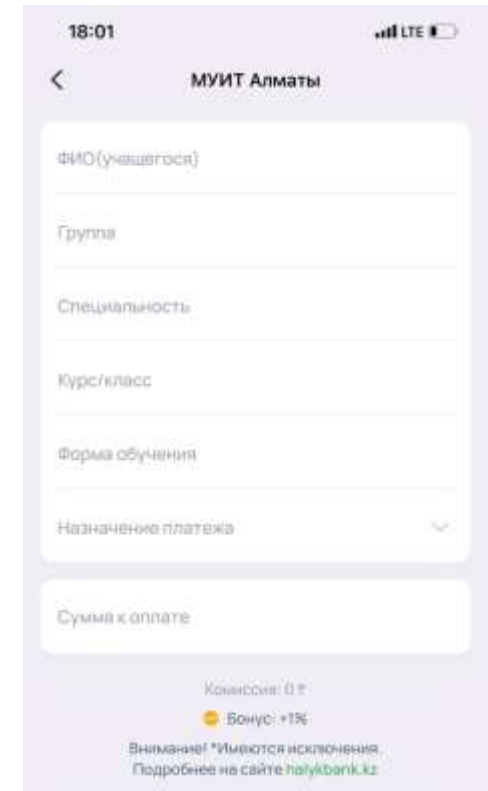 18:01
LTE
МУИТ Алматы
ФИО(учащегося)
Группа
Специальность
Курс/класс
Форма обучения
Назначение платежа
Сумма к оплате
Комиссия: 0 ₸
Бонус: +1%
Внимание! *Имеются исключения.
Подробнее на сайте halykbank.kz